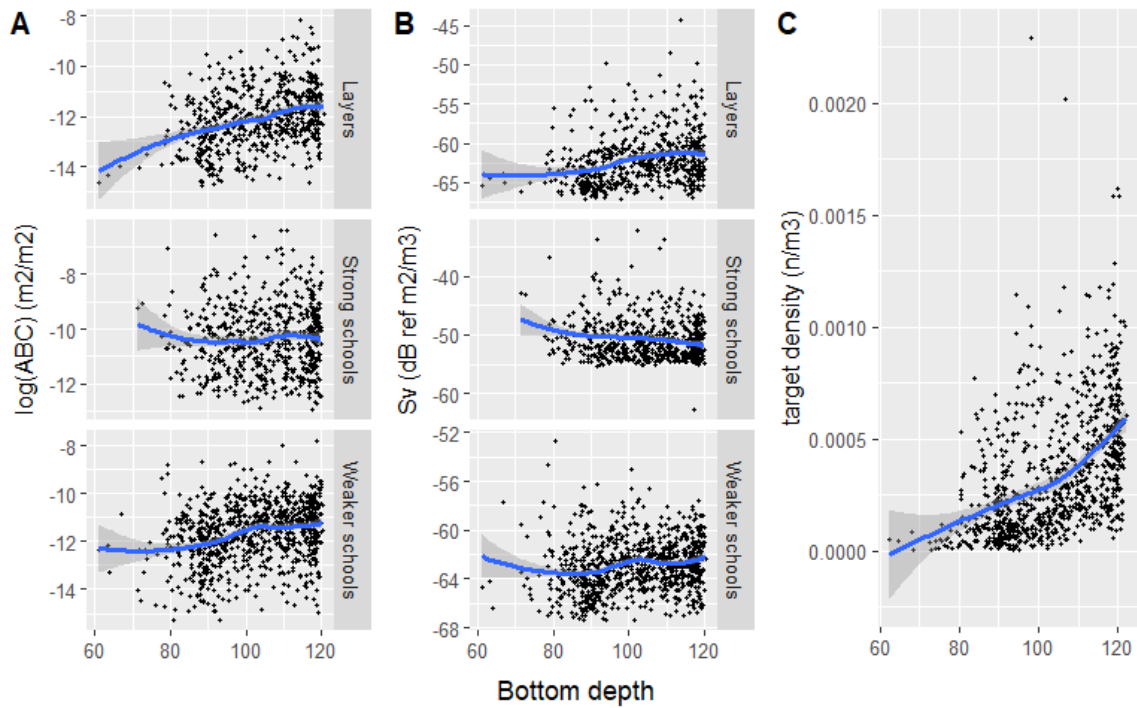 A
B
C
log(ABC) (m2/m2)
-8
-10
-12
-14
Layers
-8
-10
-12
Strong schools
-8
-10
-12
-14
Weaker schools
60 80 100 120
Sv (dB ref m2/m3)
-45
-50
-55
-60
-65
Layers
-40
-50
-60
Strong schools
-52
-56
-60
-64
-68
Weaker schools
60 80 100 120
target density (n/m3)
0.0020
0.0015
0.0010
0.0005
0.0000
60 80 100 120
Bottom depth